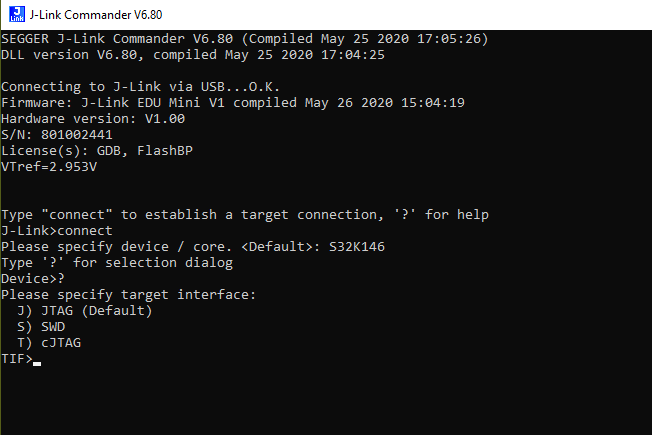 J-Link Commander V6.80
SEGGER J-Link Commander V6.80 (Compiled May 25 2020 17:05:26)
DLL version V6.80, compiled May 25 2020 17:04:25
Connecting to J-Link via USB...O.K.
Firmware: J-Link EDU Mini V1 compiled May 26 2020 15:04:19
Hardware version: V1.00
S/N: 801002441
License(s): GDB, FlashBP
VTref=2.953V
Type "connect" to establish a target connection, '?' for help
J-Link>connect
Please specify device / core. <Default>: S32K146
Type '?' for selection dialog
Device>?
Please specify target interface:
J) JTAG (Default)
S) SWD
T) cJTAG
TIF>